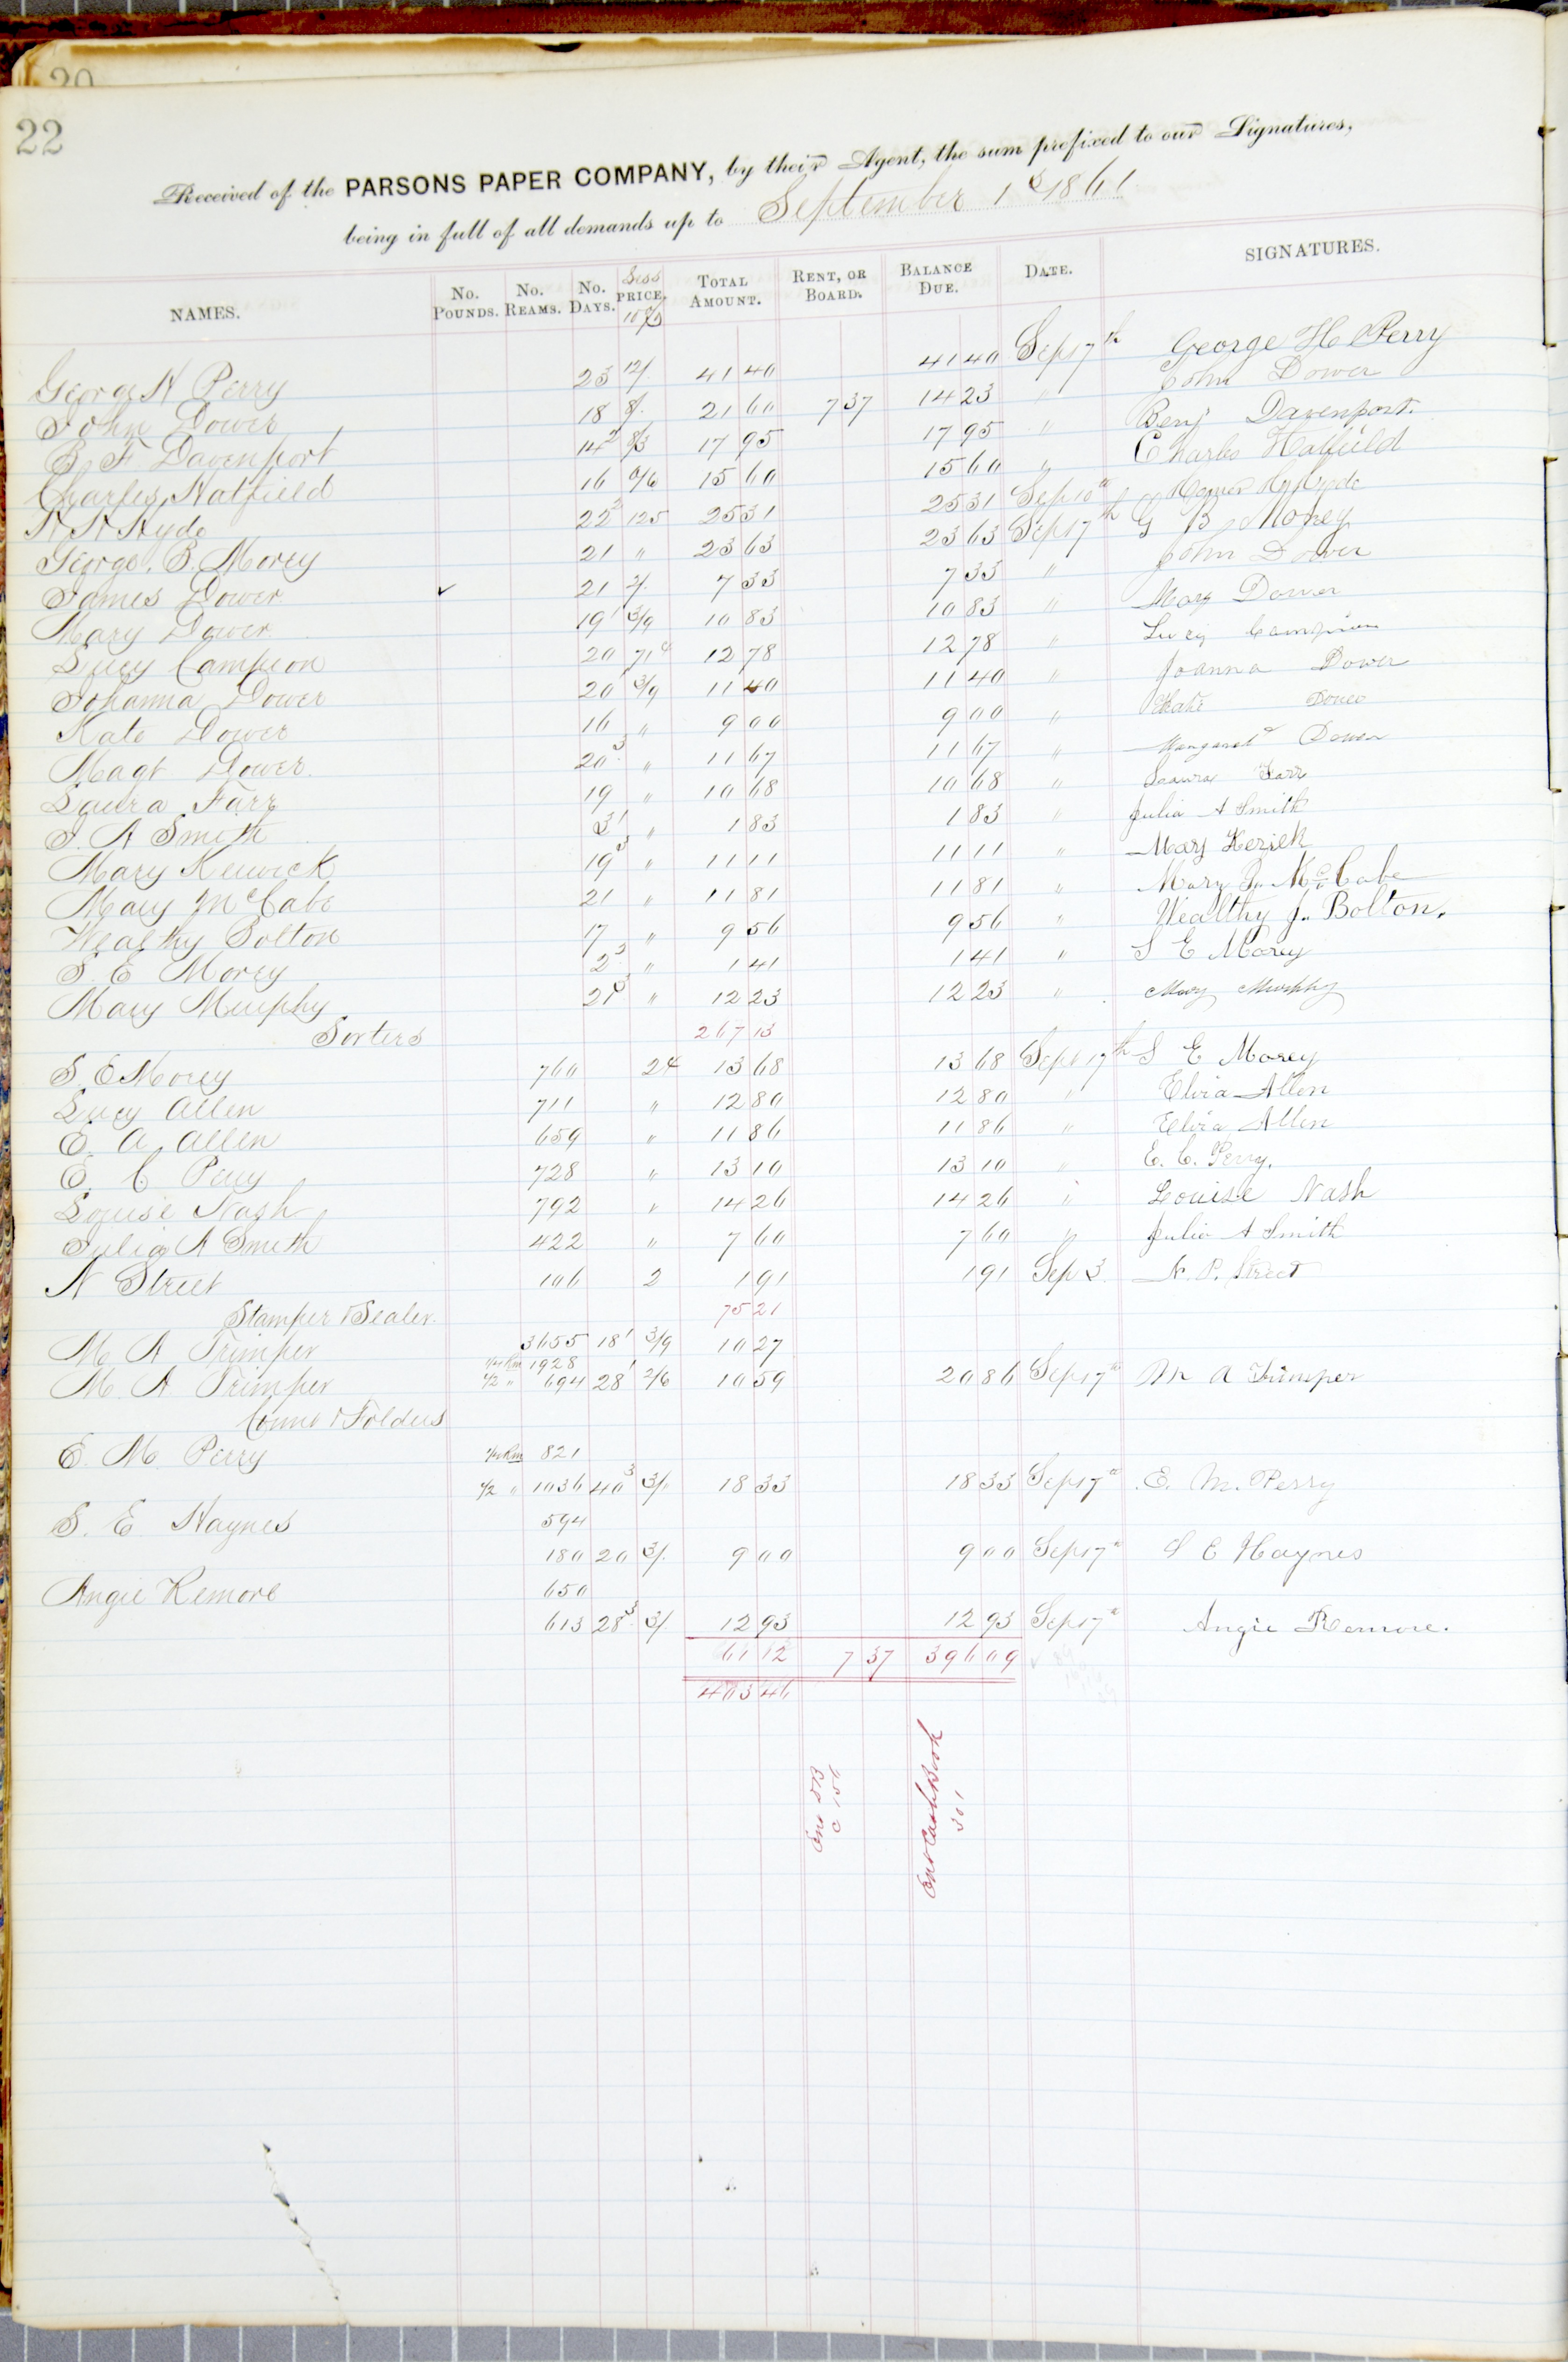 20
22
Received of the PARSONS PAPER COMPANY, by their Agent, the sum prefixed to our Signatures,
being in full of all demands up to September 1st 1861
NAMES. No. Pounds. No. Reams. No. Days. Less Price. 10% Total Amount. Rent, or Board. Balance Due. Date. SIGNATURES.
George H Perry 23 12/. 41 40 41 40 Sep 17th George H Perry
John Dower 18 8/. 21 60 7 37 14 23 " John Dower
B. F. Davenport 14 2 8/3 17 95 17 95 " Benj Davenport.
Charles Hatfield 16 6/6 15 60 15 60 " Charles Hatfield
H H Hyde 22 2 125 25 31 25 31 Sep 10th Hyde
George. B. Morey 21 " 23 63 23 63 Sep 17th G B Morey
James Dower ✓ 21 2/. 7 33 7 33 " John Dower
Mary Dower 19 1 3/9 10 83 10 83 " Mary Dower
Lucy Campion 20 71c 12 78 12 78 " Lucy Campion
Johanna Dower 20 1 3/9 11 40 11 40 " Joanna Dower
Kate Dower 16 " 9 00 9 00 " Kate Dower
Magt Dower 20 3 " 11 67 11 67 " Margaret Dower
Laura Farr 19 " 10 68 10 68 " Laura Farr
J. A Smith 3 1 " 1 83 1 83 " Julia A Smith
Mary Keuvick 19 3 " 11 11 11 11 " Mary Kerick
Mary McCabe 21 " 11 81 11 81 " Mary J. McCabe
Wealthy Bolton 17 " 9 56 9 56 " Wealthy J. Bolton.
S. E Morey 2 3 " 1 41 1 41 " S E Morey
Mary Murphy 21 3 " 12 23 12 23 " Mary Murphy
Sorters 267 13
S. E Morey 760 2c 13 68 13 68 Sept 17th S E Morey
Lucy Allen 711 " 12 80 12 80 " Elvia Allen
E. A. Allen 659 " 11 86 11 86 " Elvia Allen
E. C Perry 728 " 13 10 13 10 " E. C. Perry.
Louise Nash 792 " 14 26 14 26 " Louise Nash
Julia A Smith 422 " 7 60 7 60 " Julia A Smith
N Street 106 2 1 91 1 91 Sep 3 N. P. Street
Stamper & Sealer. 75 21
M A Trimper 3655 18 1 3/9 10 27
1928
M. A Trimper 1/2 " 694 28 1 2/6 10 59 20 86 Sep 17th M A Trimper
Count & Folders
E. M. Perry 821
1/2 " 1036 40 3 3/. 18 33 18 33 Sep 17th E. M. Perry
S. E. Haynes 594
180 20 3/. 9 00 9 00 Sep 17th S E Haynes
Angie Remore 650
613 28 3 3/. 12 93 12 93 Sep 17th Angie Remore.
61 12 7 37 396 09 ✓
403 46
Ent DB C 156
Ent Cash Book 301